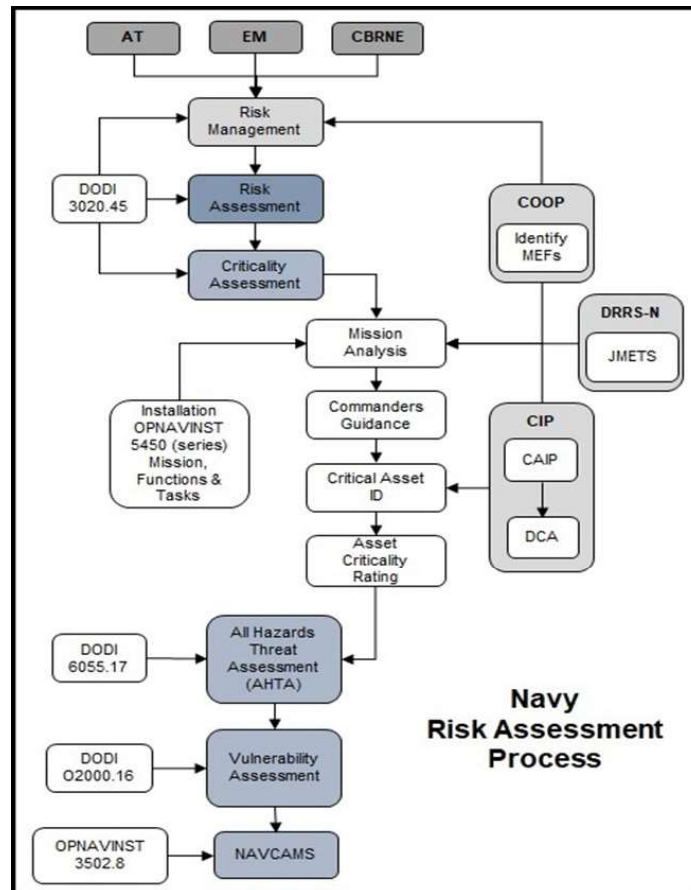 AT
EM
CBRNE
Risk
Management
DODI
3020.45
Risk
Assessment
COOP
Identify
MEFs
Criticality
Assessment
DRRS-N
JMETS
Mission
Analysis
Installation
OPNAVINST
5450 (series)
Mission,
Functions &
Tasks
Commanders
Guidance
CIP
CAIP
DCA
Critical Asset
ID
Asset
Criticality
Rating
DODI
6055.17
All Hazards
Threat
Assessment
(AHTA)
Navy
Risk Assessment
Process
DODI
O2000.16
Vulnerability
Assessment
OPNAVINST
3502.8
NAVCAMS